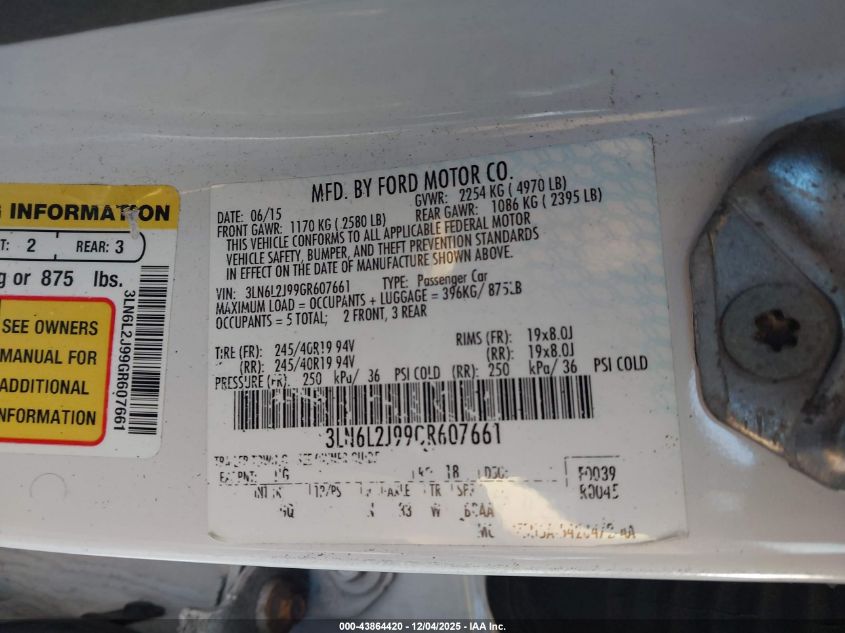 MFD. BY FORD MOTOR CO.
DATE: 06/15
GVWR: 2254 KG ( 4970 LB)
FRONT GAWR: 1170 KG ( 2580 LB)
REAR GAWR: 1086 KG ( 2395 LB)
THIS VEHICLE CONFORMS TO ALL APPLICABLE FEDERAL MOTOR
VEHICLE SAFETY, BUMPER, AND THEFT PREVENTION STANDARDS
IN EFFECT ON THE DATE OF MANUFACTURE SHOWN ABOVE.
VIN: 3LN6L2J99GR607661 TYPE: Passenger Car
MAXIMUM LOAD = OCCUPANTS + LUGGAGE = 396KG/ 875LB
OCCUPANTS = 5 TOTAL; 2 FRONT, 3 REAR
TIRE (FR): 245/40R19 94V RIMS (FR): 19x8.0J
(RR): 245/40R19 94V (RR): 19x8.0J
PRESSURE (FR): 250 kPa/ 36 PSI COLD (RR): 250 kPa/ 36 PSI COLD
3LN6L2J99GR607661
EXT PNT: 18
F0039
R0045
AXLE TR
33 W
INFORMATION
2 REAR: 3
or 875 lbs.
SEE OWNERS
MANUAL FOR
ADDITIONAL
INFORMATION
3LN6L2J99GR607661
000-43864420 - 12/04/2025 - IAA Inc.